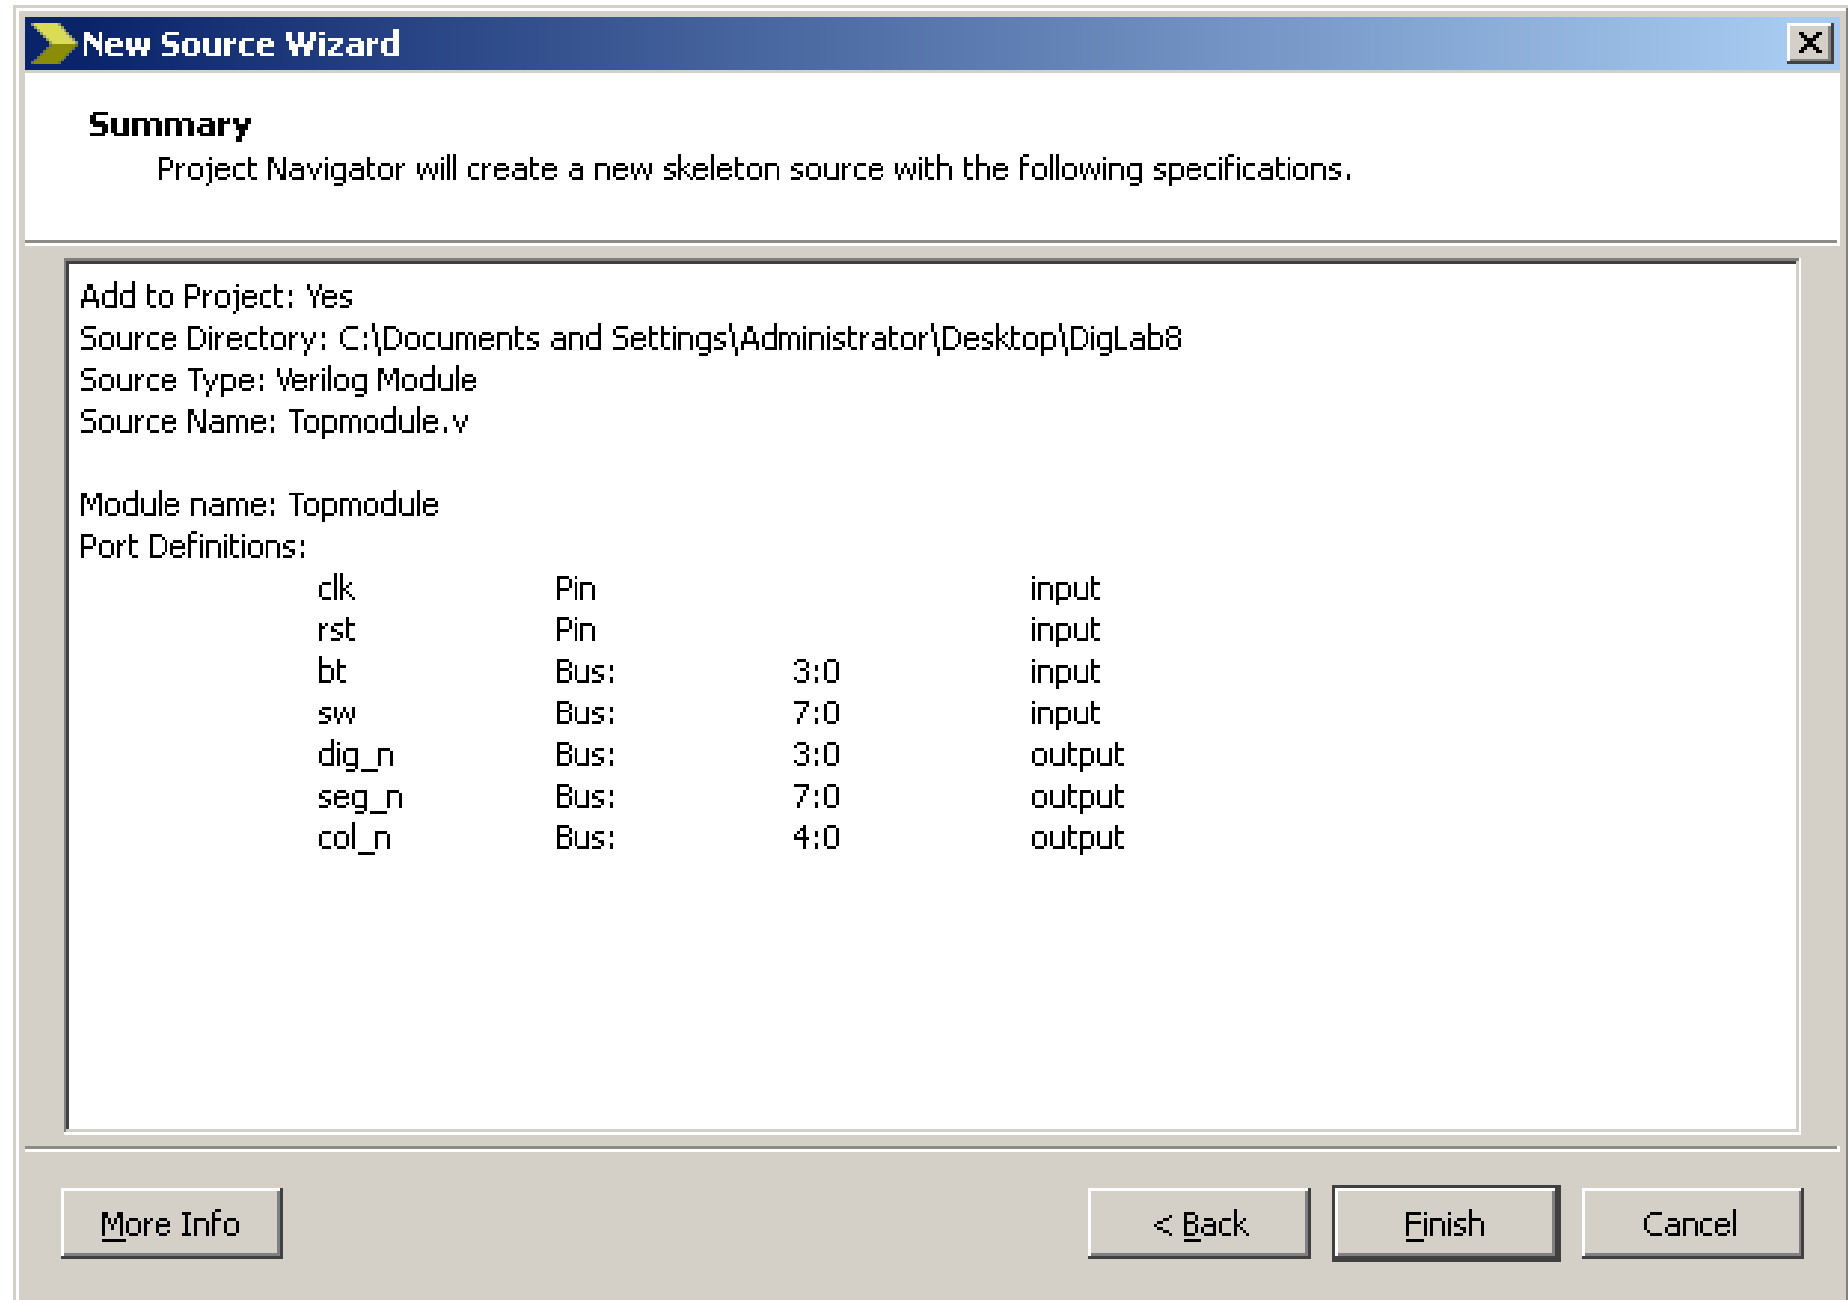 New Source Wizard
Summary
Project Navigator will create a new skeleton source with the following specifications.
Add to Project: Yes
Source Directory: C:\Documents and Settings\Administrator\Desktop\DigLab8
Source Type: Verilog Module
Source Name: Topmodule.v
Module name: Topmodule
Port Definitions:
clk Pin input
rst Pin input
bt Bus: 3:0 input
sw Bus: 7:0 input
dig_n Bus: 3:0 output
seg_n Bus: 7:0 output
col_n Bus: 4:0 output
More Info < Back Finish Cancel